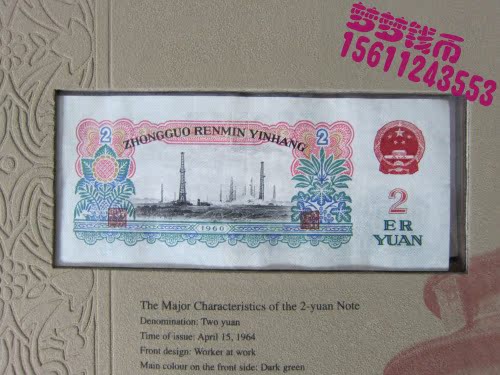 梦梦钱币
15611243553
2
ZHONGGUO RENMIN YINHANG
2
1960
2
ER
YUAN
The Major Characteristics of the 2-yuan Note
Denomination: Two yuan
Time of issue: April 15, 1964
Front design: Worker at work
Main colour on the front side: Dark green